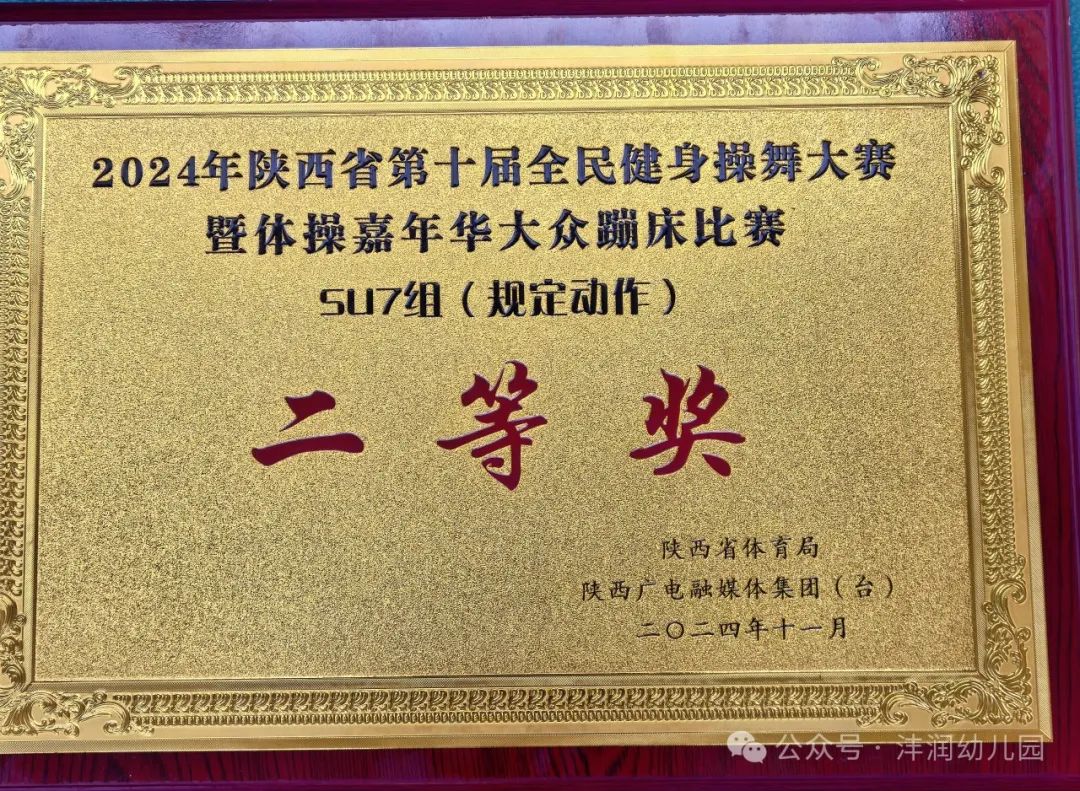 2024年陕西省第十届全民健身操舞大赛
暨体操嘉年华大众蹦床比赛
SU7组（规定动作）
二等奖
陕西省体育局
陕西广电融媒体集团（台）
二〇二四年十一月
公众号·沣润幼儿园